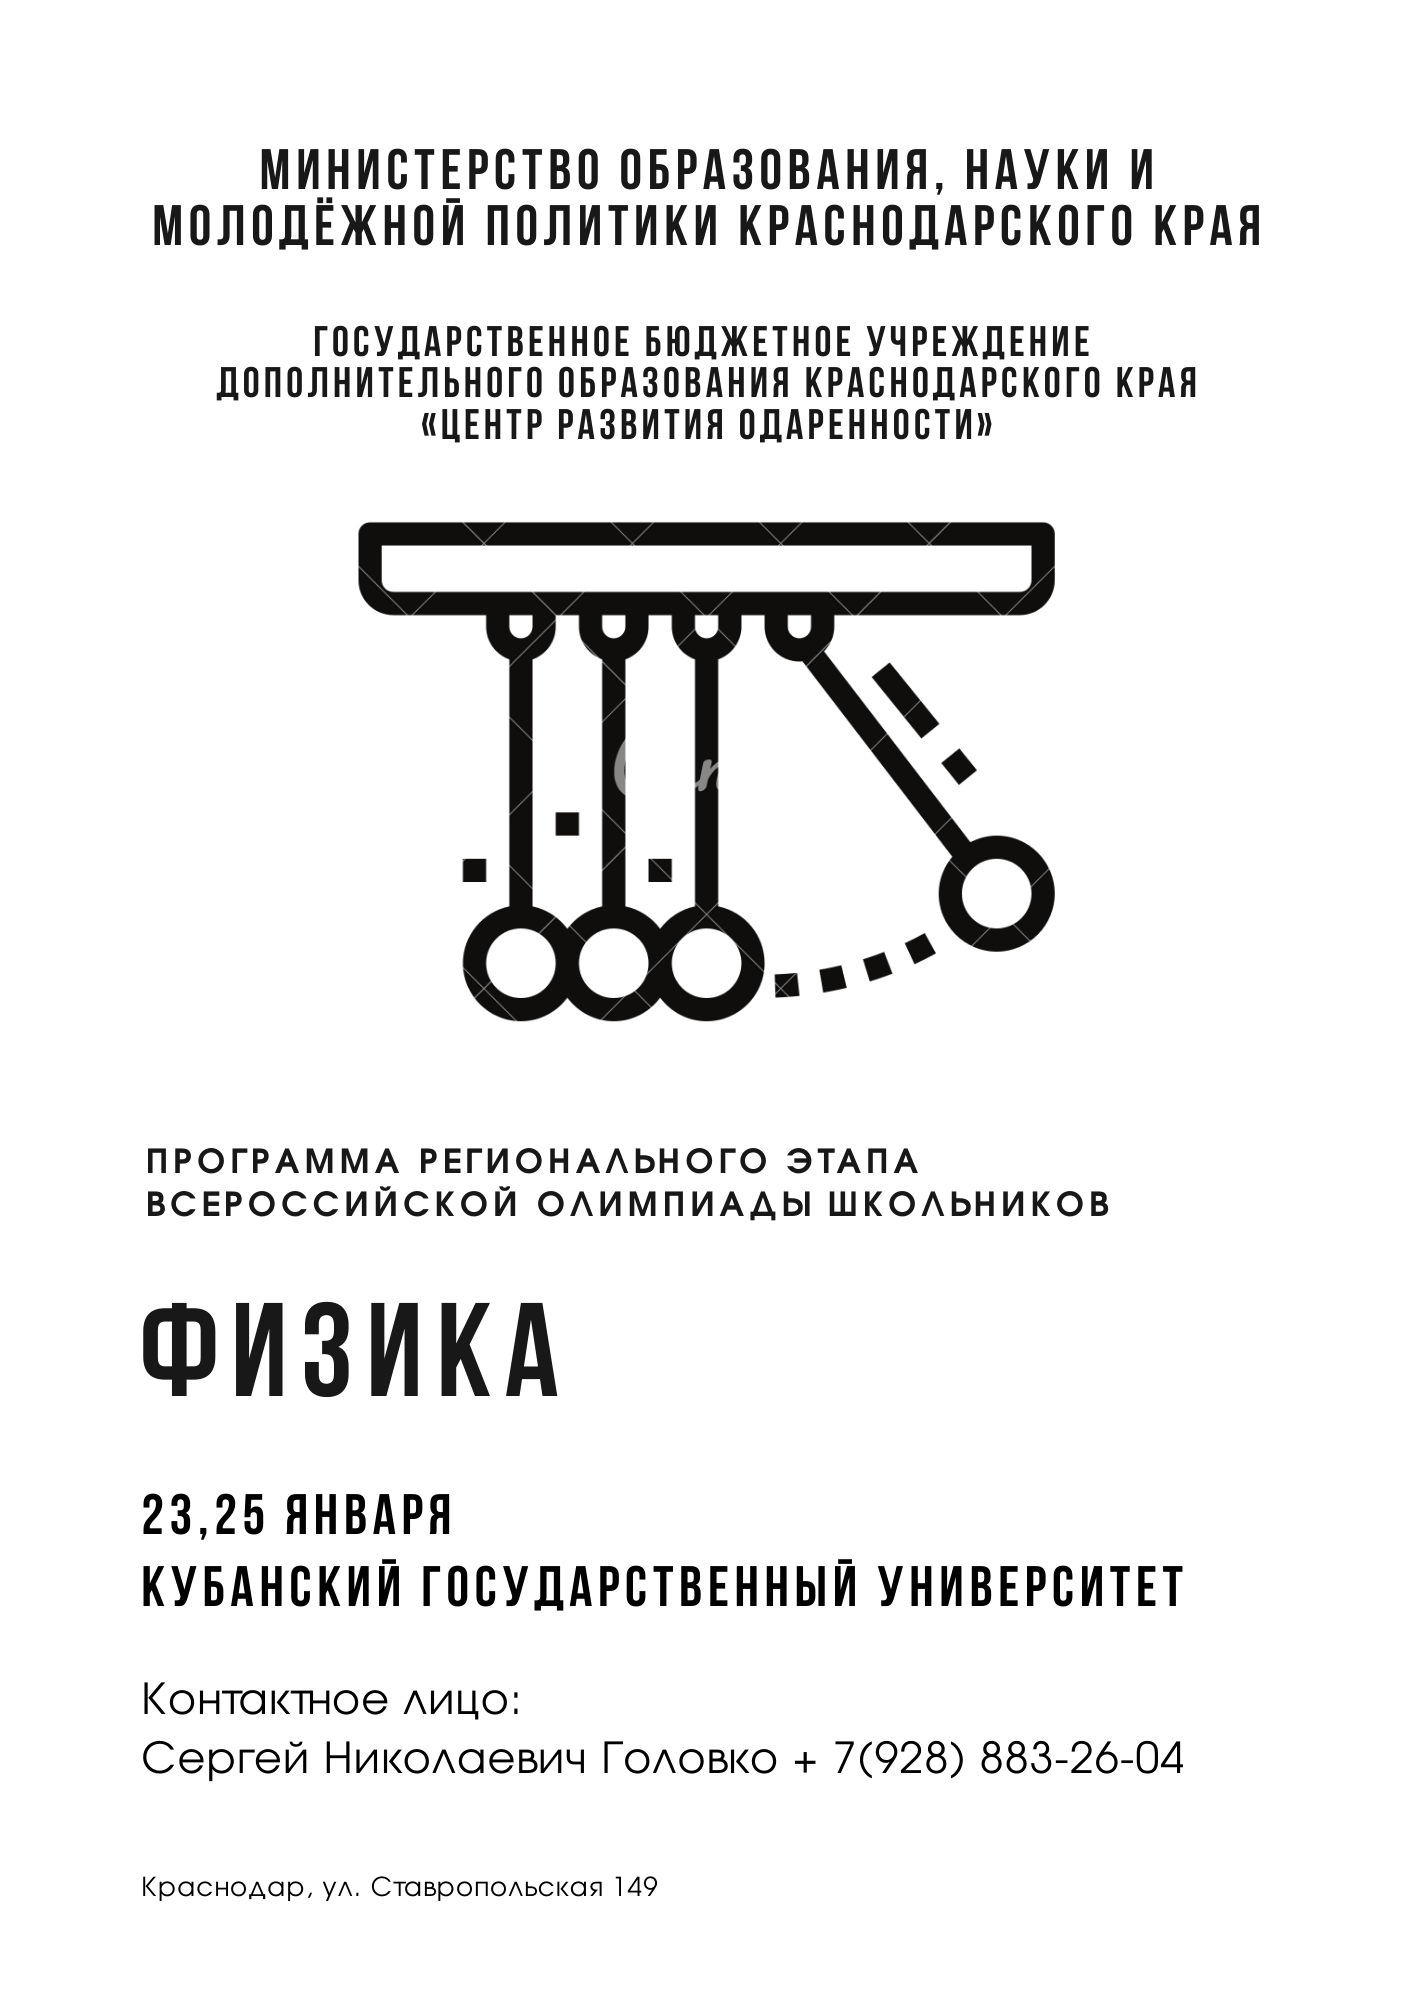 МИНИСТЕРСТВО ОБРАЗОВАНИЯ, НАУКИ И
МОЛОДЁЖНОЙ ПОЛИТИКИ КРАСНОДАРСКОГО КРАЯ
ГОСУДАРСТВЕННОЕ БЮДЖЕТНОЕ УЧРЕЖДЕНИЕ
ДОПОЛНИТЕЛЬНОГО ОБРАЗОВАНИЯ КРАСНОДАРСКОГО КРАЯ
«ЦЕНТР РАЗВИТИЯ ОДАРЕННОСТИ»
ПРОГРАММА РЕГИОНАЛЬНОГО ЭТАПА
ВСЕРОССИЙСКОЙ ОЛИМПИАДЫ ШКОЛЬНИКОВ
ФИЗИКА
23,25 ЯНВАРЯ
КУБАНСКИЙ ГОСУДАРСТВЕННЫЙ УНИВЕРСИТЕТ
Контактное лицо:
Сергей Николаевич Головко + 7(928) 883-26-04
Краснодар, ул. Ставропольская 149